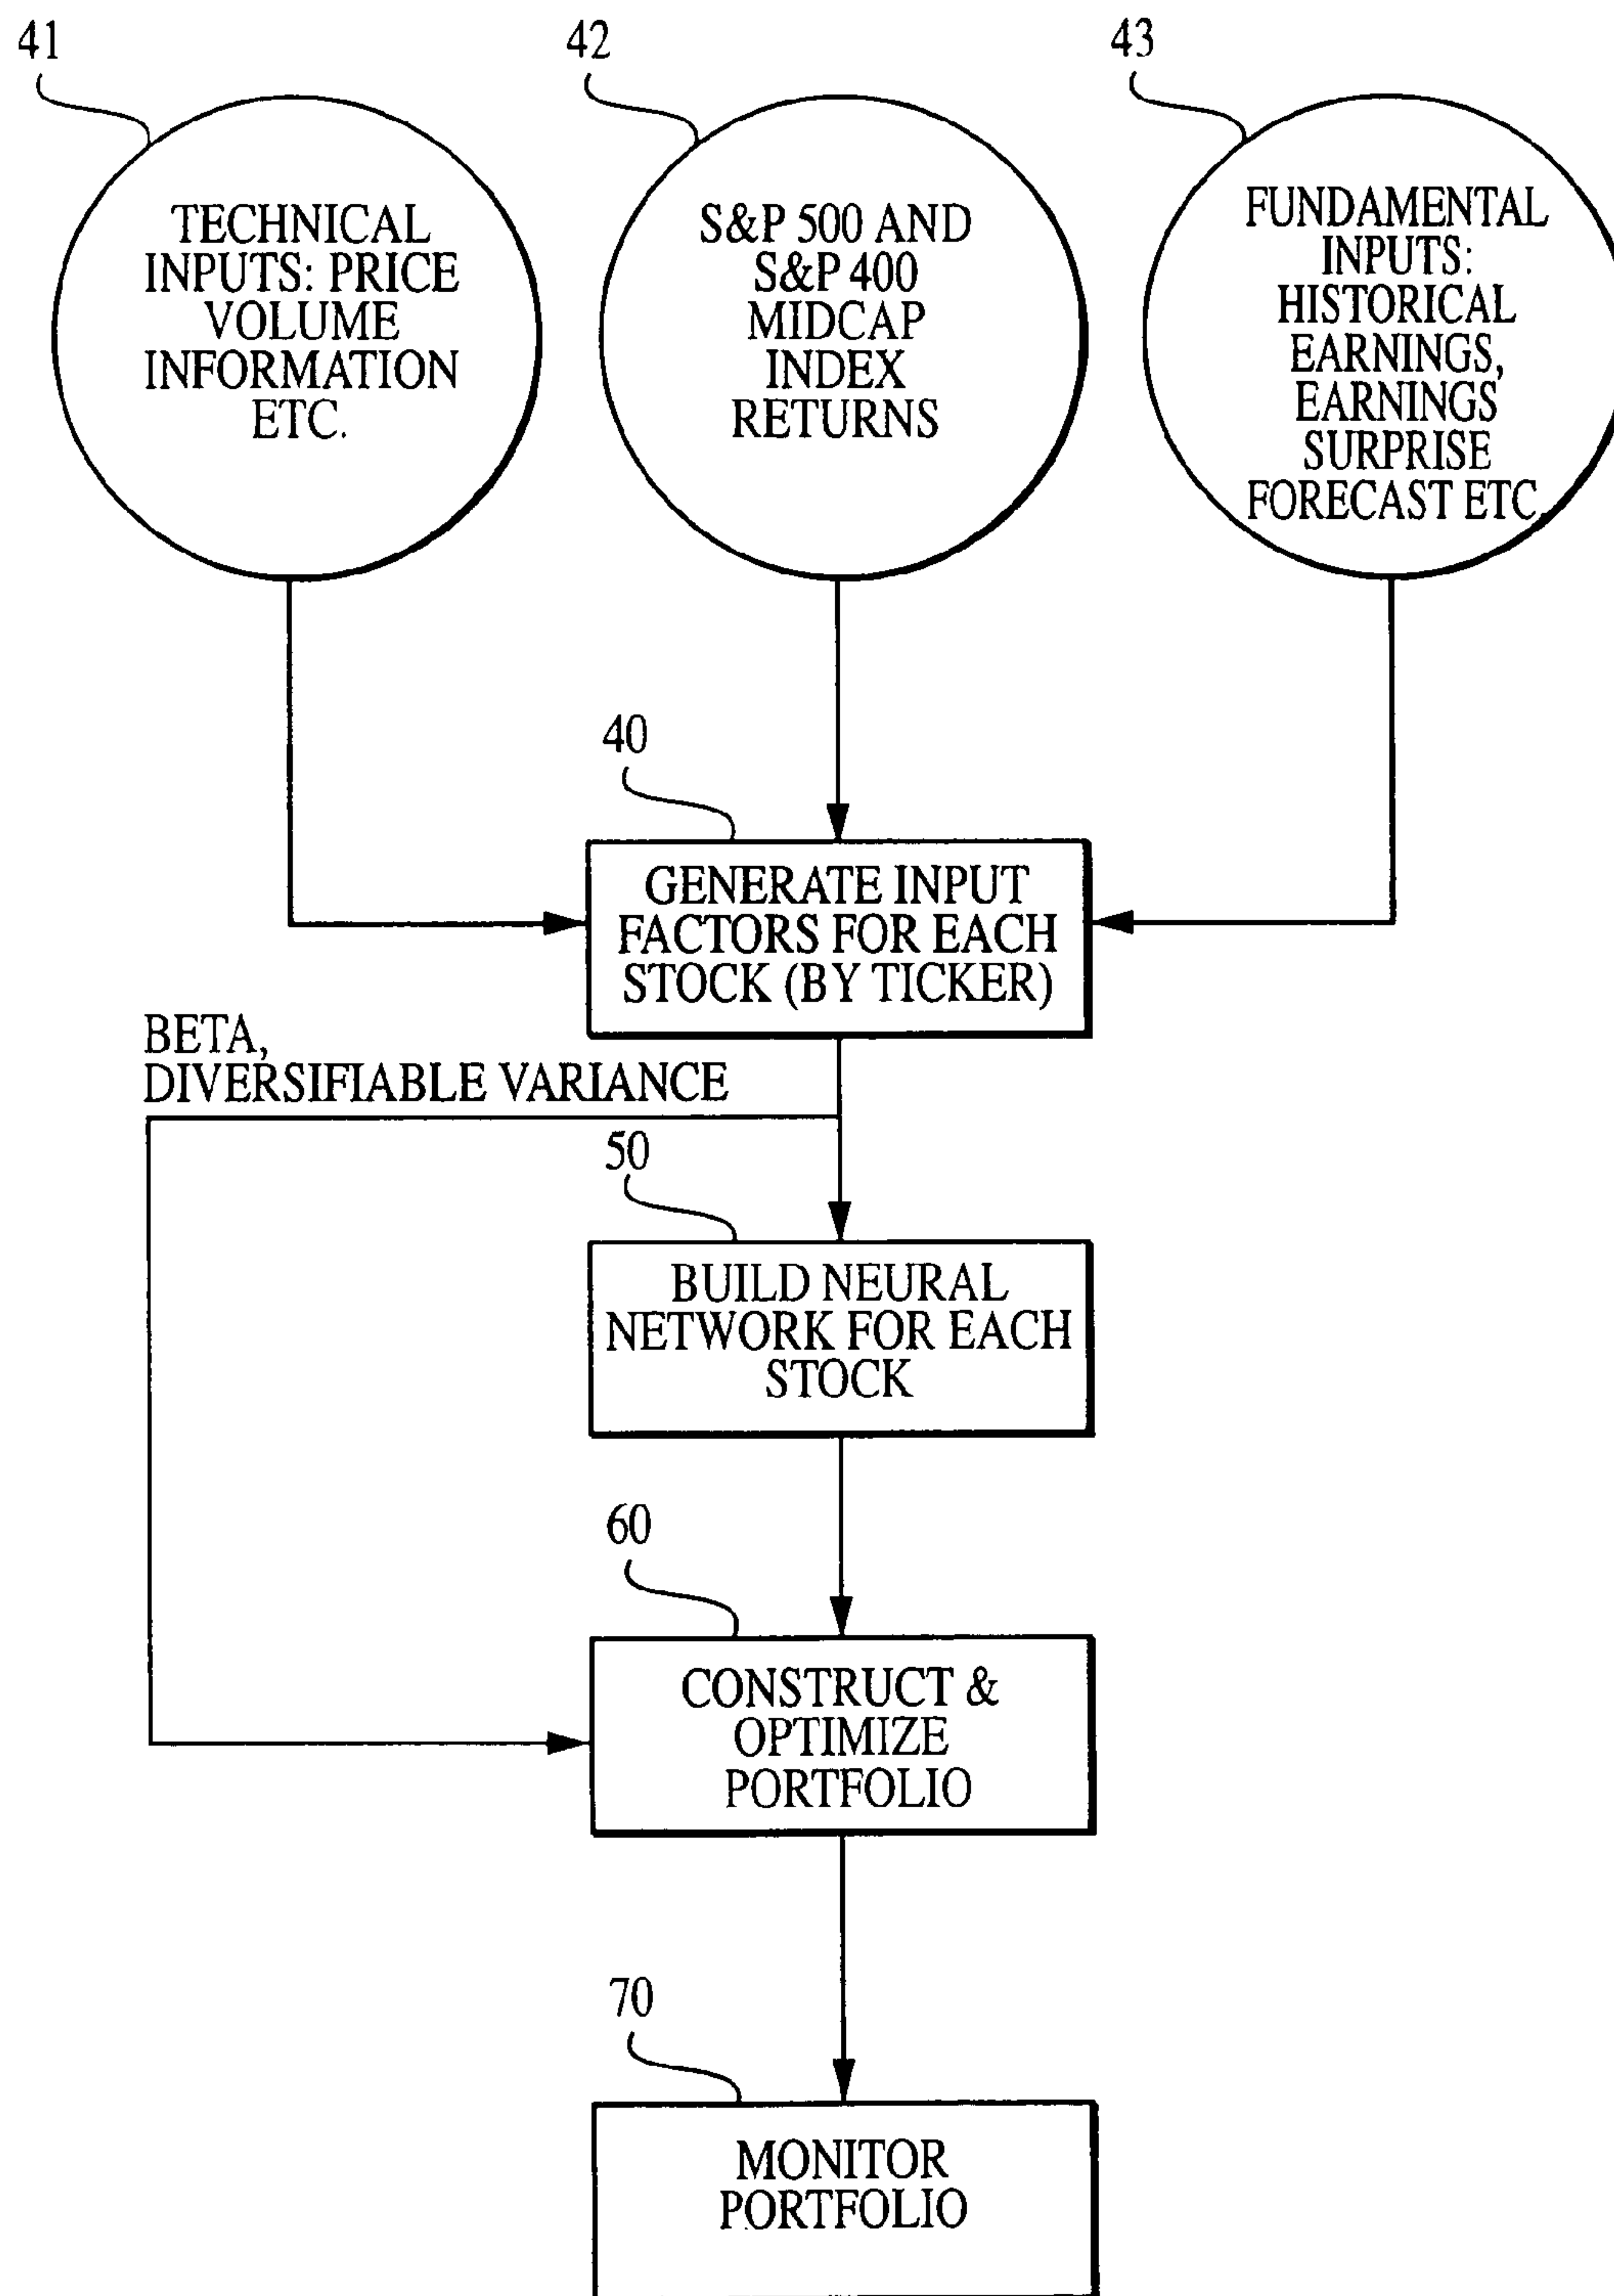 41
42
43
TECHNICAL
INPUTS: PRICE
VOLUME
INFORMATION
ETC.
S&P 500 AND
S&P 400
MIDCAP
INDEX
RETURNS
FUNDAMENTAL
INPUTS:
HISTORICAL
EARNINGS,
EARNINGS
SURPRISE
FORECAST ETC.
40
GENERATE INPUT
FACTORS FOR EACH
STOCK (BY TICKER)
BETA,
DIVERSIFIABLE VARIANCE
50
BUILD NEURAL
NETWORK FOR EACH
STOCK
60
CONSTRUCT &
OPTIMIZE
PORTFOLIO
70
MONITOR
PORTFOLIO